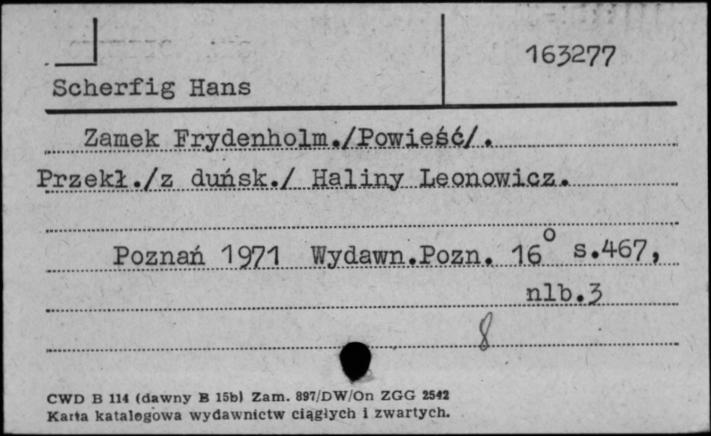 163277
Scherfig Hans
Zamek Frydenholm./Powieść/.
Przekł./z duńsk./ Haliny Leonowicz.
Poznań 1971 Wydawn.Pozn. 16° s.467,
nlb.3
8
CWD B 114 (dawny B 15b) Zam. 897/DW/On ZGG 2542
Karta katalogowa wydawnictw ciągłych i zwartych.